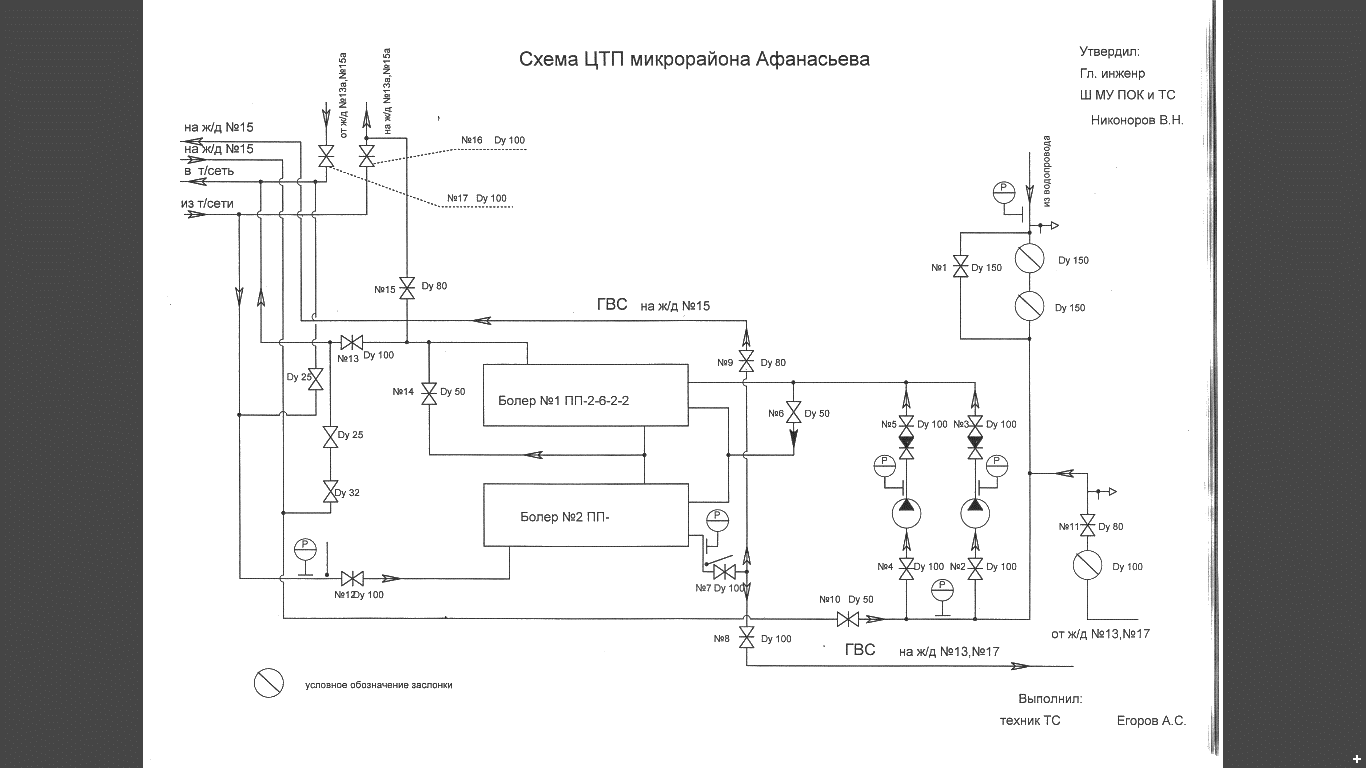 Схема ЦТП микрорайона Афанасьева
Утвердил:
Гл. инженр
Ш МУ ПОК и ТС
Никоноров В.Н.
от ж/д №13а,№15а
на ж/д №13а,№15а
на ж/д №15
на ж/д №15
в т/сеть
из т/сети
№16 Dy 100
№17 Dy 100
из водопровода
P
№1 Dy 150
Dy 150
Dy 150
№15 Dy 80
ГВС на ж/д №15
№13 Dy 100
№9 Dy 80
Dy 25
№14 Dy 50
Болер №1 ПП-2-6-2-2
№6 Dy 50
№5 Dy 100
№3 Dy 100
Dy 25
P
P
Dy 32
Болер №2 ПП-
P
№11 Dy 80
P
№4 Dy 100
№2 Dy 100
Dy 100
№12 Dy 100
№7 Dy 100
P
№10 Dy 50
№8 Dy 100
от ж/д №13,№17
ГВС на ж/д №13,№17
условное обозначение заслонки
Выполнил:
техник ТС Егоров А.С.